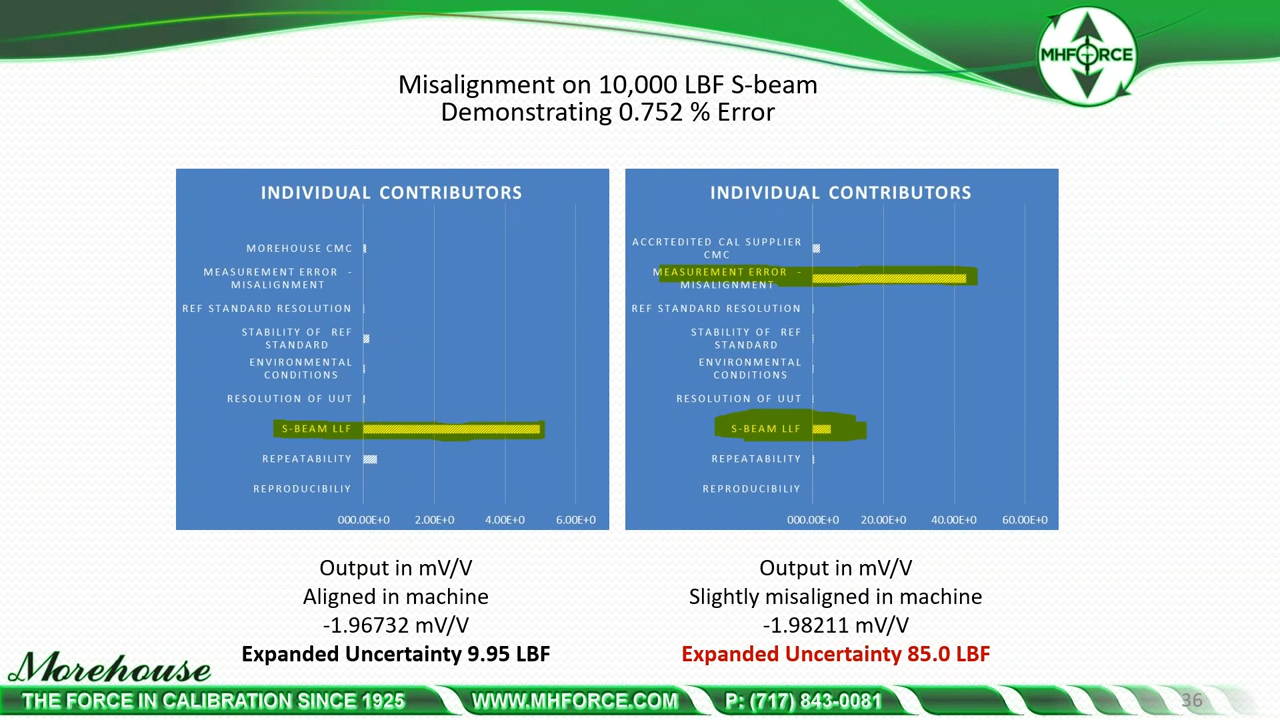 MHFORCE
Misalignment on 10,000 LBF S-beam
Demonstrating 0.752 % Error
INDIVIDUAL CONTRIBUTORS
MOREHOUSE CMC
MEASUREMENT ERROR -
MISALIGNMENT
REF STANDARD RESOLUTION
STABILITY OF REF
STANDARD
ENVIRONMENTAL
CONDITIONS
RESOLUTION OF UUT
S-BEAM LLF
REPEATABILITY
REPRODUCIBILIY
000.00E+0 2.00E+0 4.00E+0 6.00E+0
INDIVIDUAL CONTRIBUTORS
ACCRTEDITED CAL SUPPLIER
CMC
MEASUREMENT ERROR -
MISALIGNMENT
REF STANDARD RESOLUTION
STABILITY OF REF
STANDARD
ENVIRONMENTAL
CONDITIONS
RESOLUTION OF UUT
S-BEAM LLF
REPEATABILITY
REPRODUCIBILIY
000.00E+0 20.00E+0 40.00E+0 60.00E+0
Output in mV/V
Aligned in machine
-1.96732 mV/V
Expanded Uncertainty 9.95 LBF
Output in mV/V
Slightly misaligned in machine
-1.98211 mV/V
Expanded Uncertainty 85.0 LBF
Morehouse
THE FORCE IN CALIBRATION SINCE 1925 WWW.MHFORCE.COM P: (717) 843-0081 36